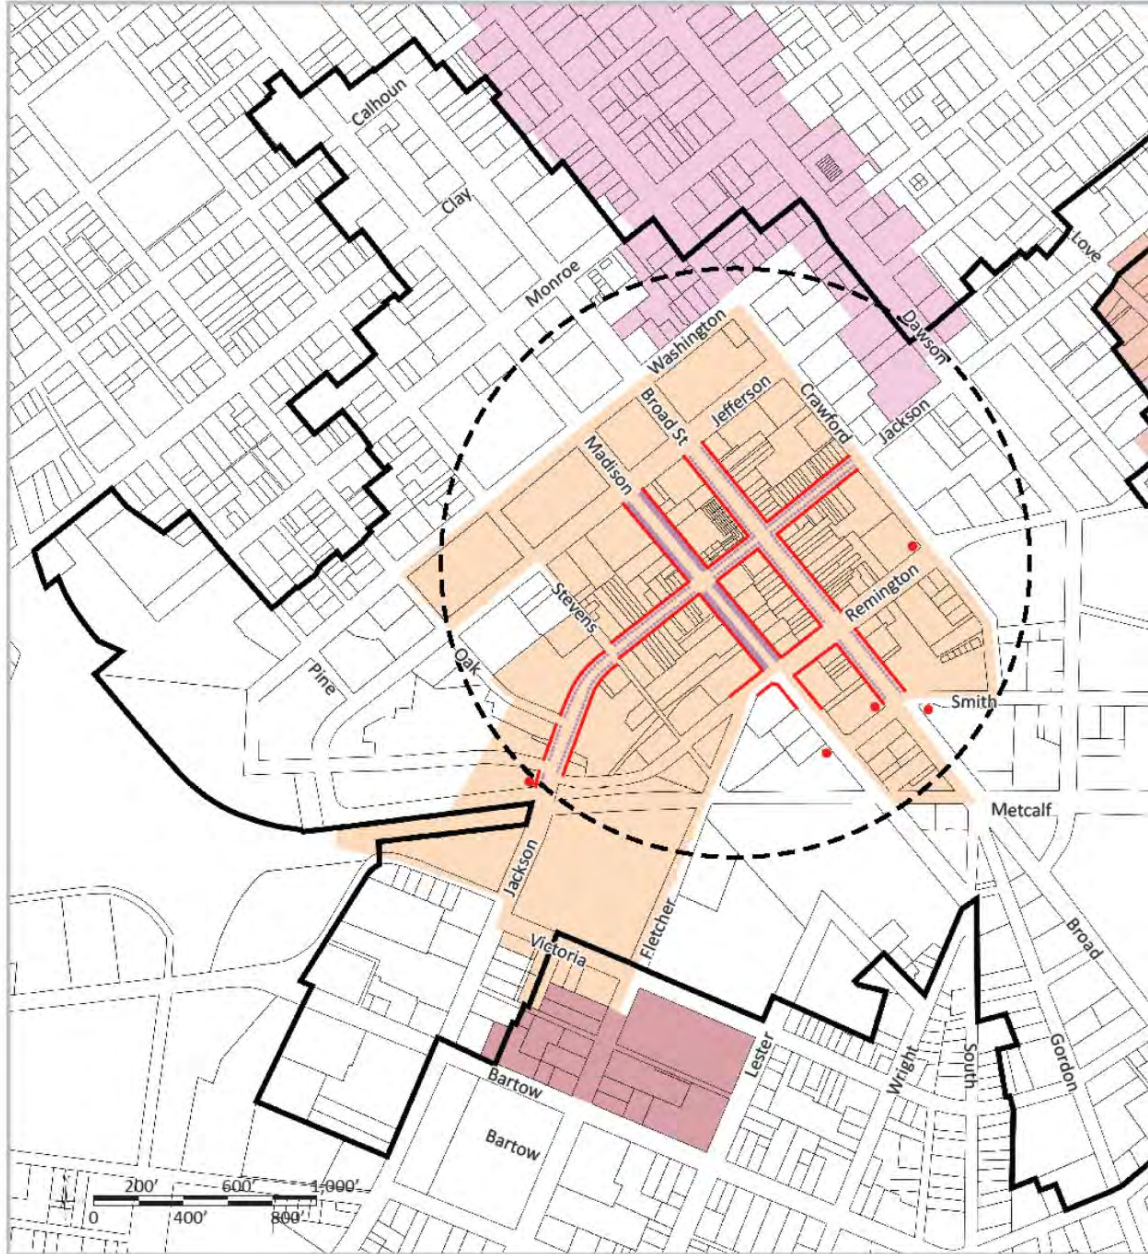 Calhoun
Clay
Love
Monroe
Washington
Dawson
Jefferson
Broad St
Crawford
Jackson
Madison
Stevens
Remington
Oak
Pine
Smith
Metcalf
Jackson
Fletcher
Broad
Victoria
Lester
Wright
South
Gordon
Bartow
Bartow
200' 600' 1,000'
0 400' 800'